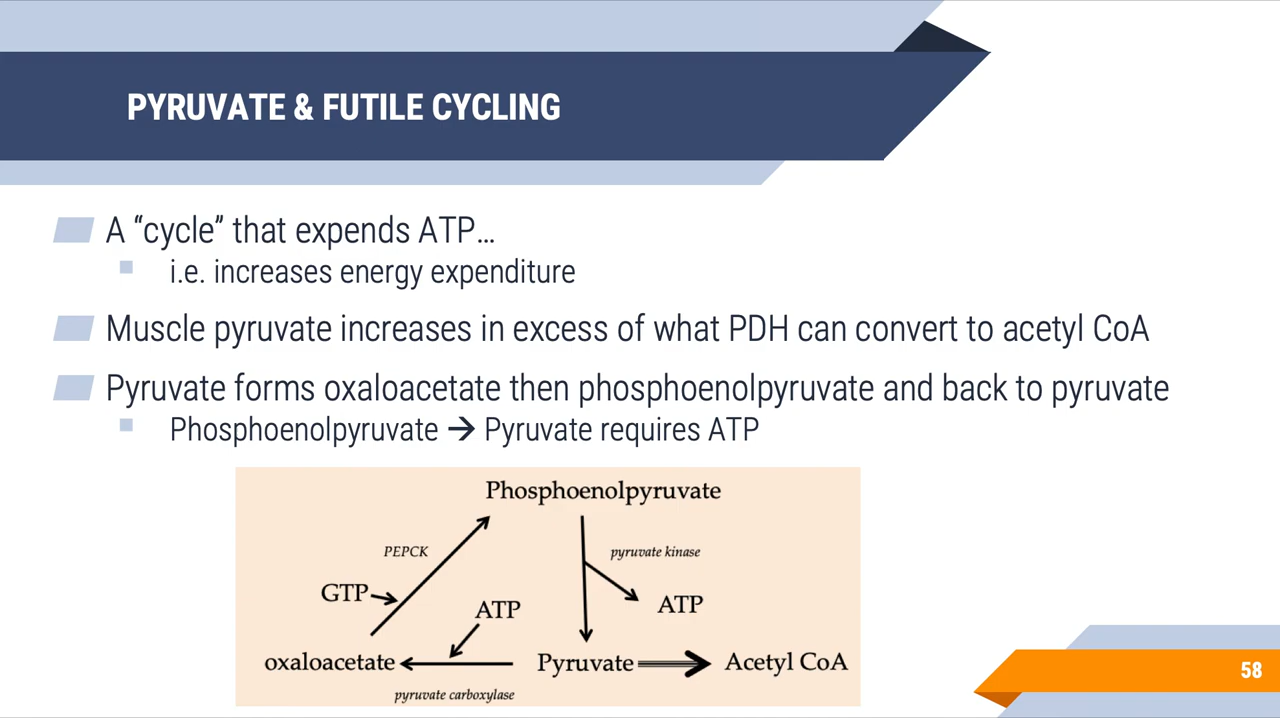 PYRUVATE & FUTILE CYCLING
A “cycle” that expends ATP…
i.e. increases energy expenditure
Muscle pyruvate increases in excess of what PDH can convert to acetyl CoA
Pyruvate forms oxaloacetate then phosphoenolpyruvate and back to pyruvate
Phosphoenolpyruvate → Pyruvate requires ATP
Phosphoenolpyruvate
PEPCK
pyruvate kinase
GTP
ATP
ATP
oxaloacetate
Pyruvate
Acetyl CoA
pyruvate carboxylase
58